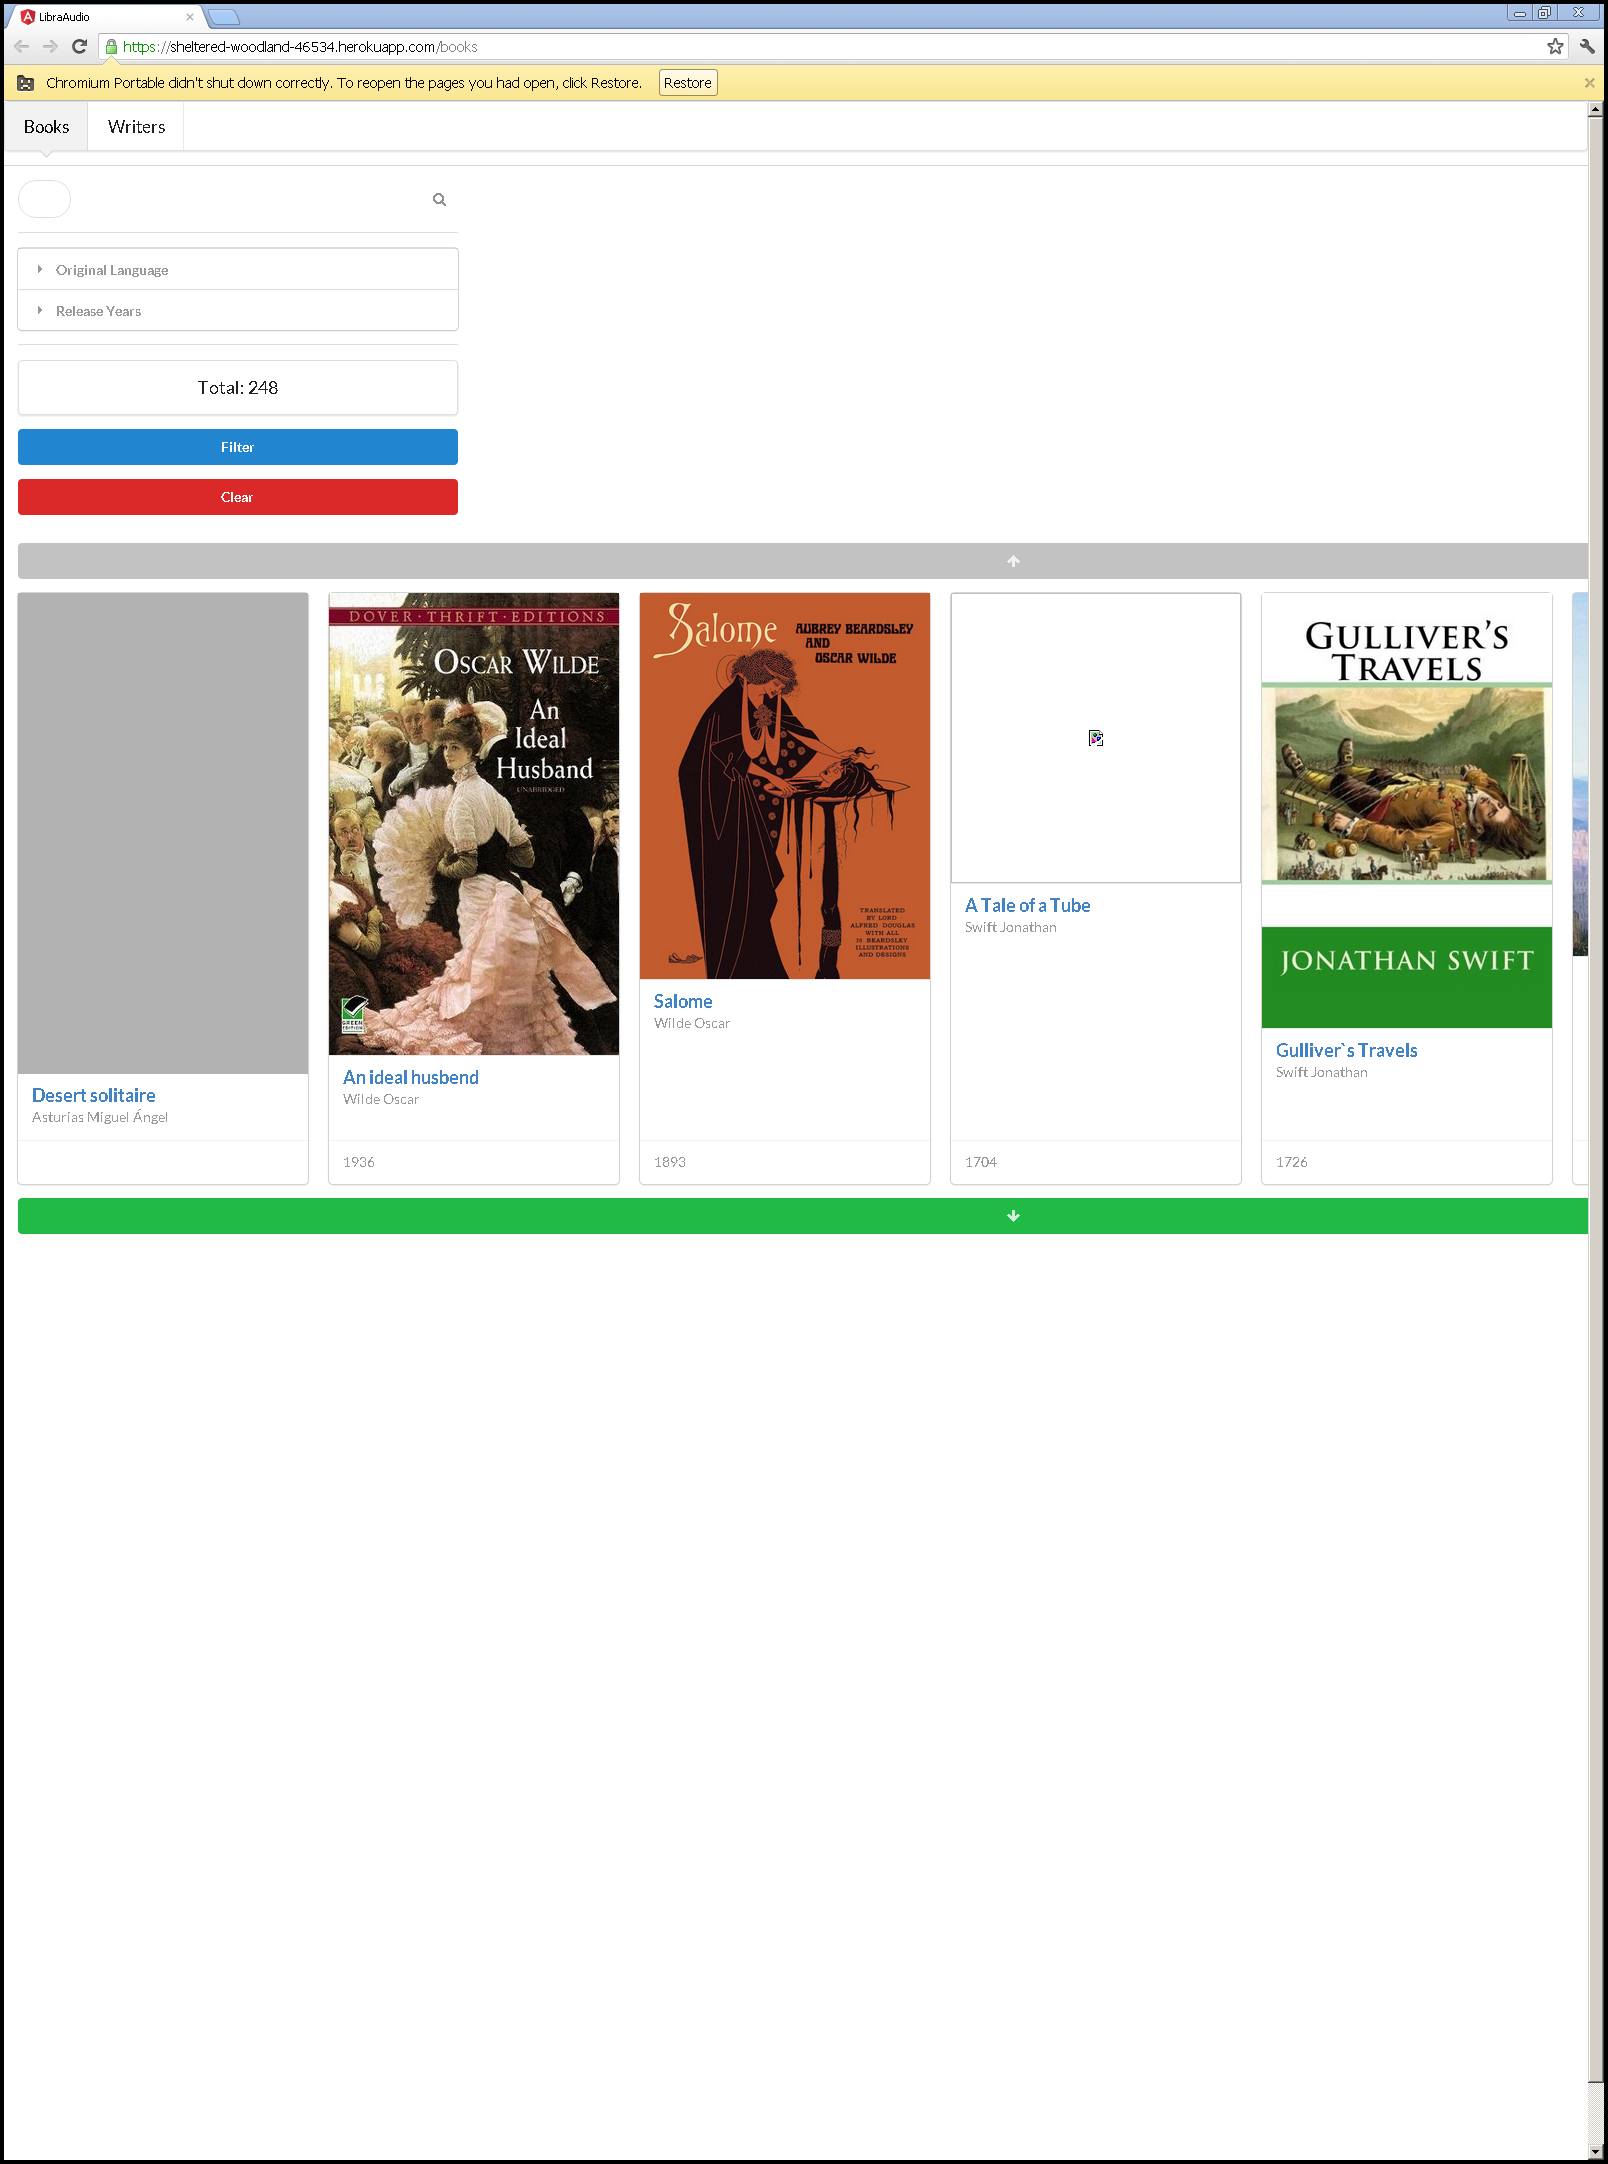 LibraAudio
https://sheltered-woodland-46534.herokuapp.com/books
Chromium Portable didn't shut down correctly. To reopen the pages you had open, click Restore.
Restore
Books
Writers
Original Language
Release Years
Total: 248
Filter
Clear
Desert solitaire
Asturias Miguel Ángel
DOVER · THRIFT · EDITIONS
OSCAR WILDE
An
Ideal
Husband
UNABRIDGED
GREEN
EDITION
An ideal husbend
Wilde Oscar
1936
Salome
AUBREY BEARDSLEY
AND
OSCAR WILDE
TRANSLATED
BY LORD
ALFRED DOUGLAS
WITH ALL
20 BEARDSLEY
ILLUSTRATIONS
AND DESIGNS
Salome
Wilde Oscar
1893
A Tale of a Tube
Swift Jonathan
1704
GULLIVER'S
TRAVELS
JONATHAN SWIFT
Gulliver`s Travels
Swift Jonathan
1726